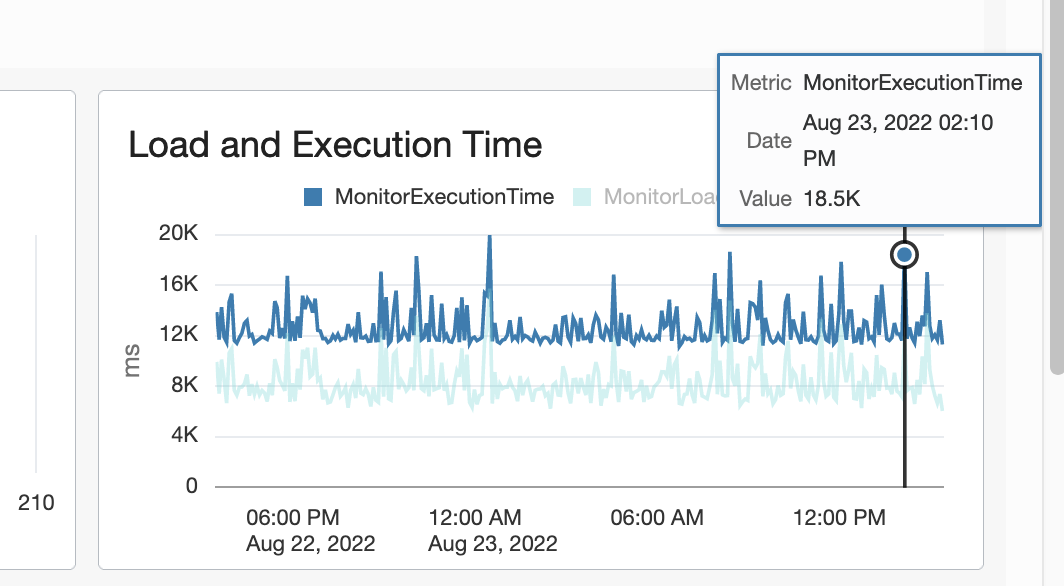 Metric MonitorExecutionTime
Date Aug 23, 2022 02:10
PM
Value 18.5K
Load and Execution Time
MonitorExecutionTime
20K
16K
12K
8K
4K
0
ms
06:00 PM 12:00 AM 06:00 AM 12:00 PM
Aug 22, 2022 Aug 23, 2022
210